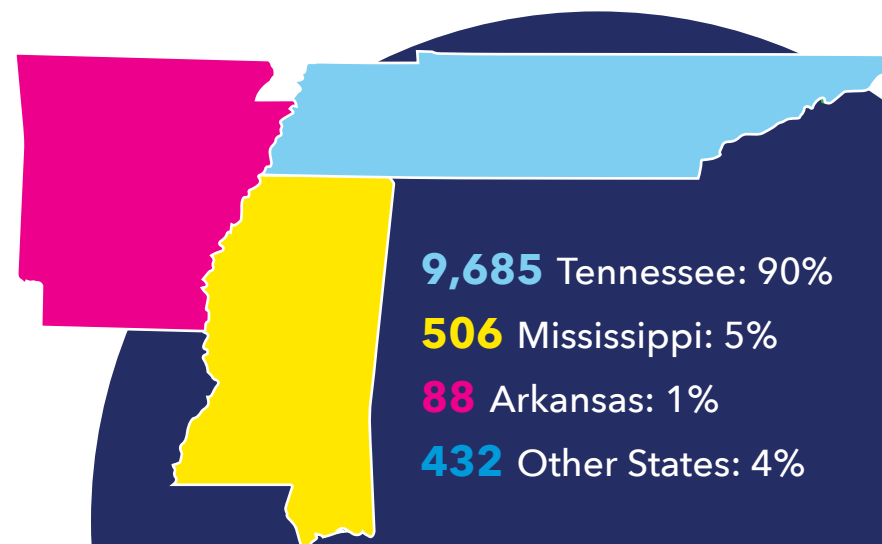 9,685 Tennessee: 90%
506 Mississippi: 5%
88 Arkansas: 1%
432 Other States: 4%